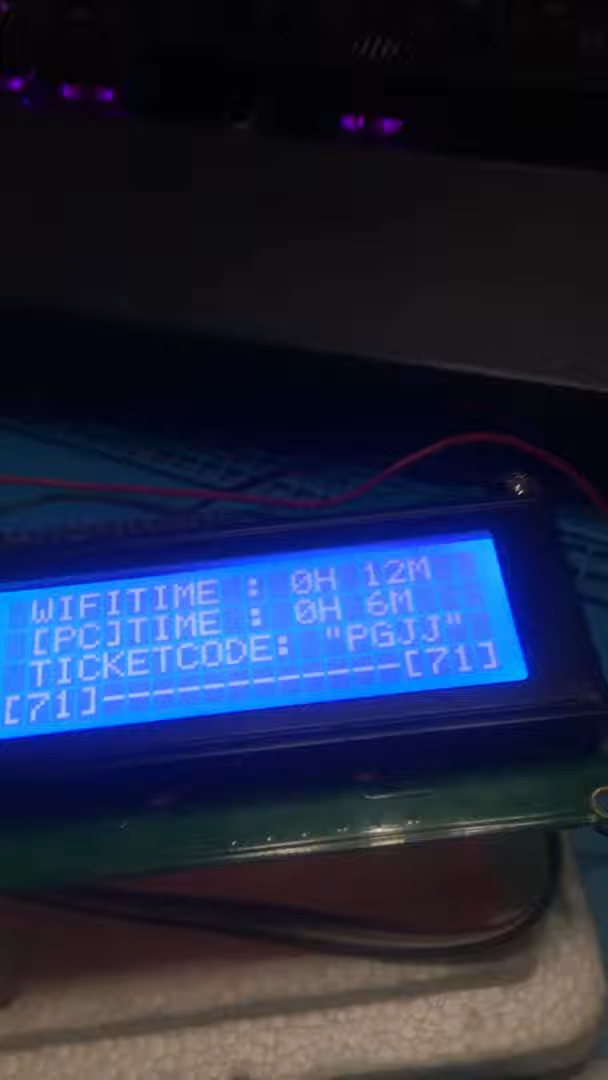 WIFITIME : 0H 12M
[PC]TIME : 0H 6M
TICKETCODE: "PGJJ"
[71]------------[71]